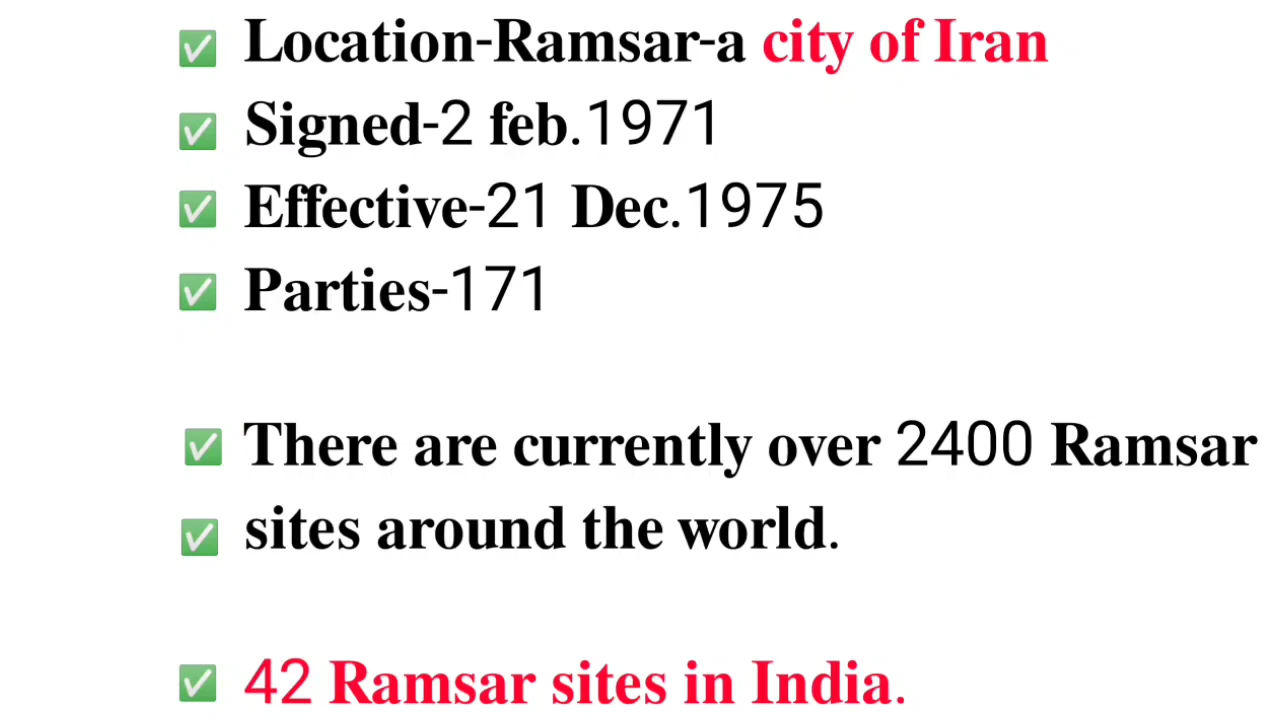 ✅ Location-Ramsar-a city of Iran
✅ Signed-2 feb.1971
✅ Effective-21 Dec.1975
✅ Parties-171
✅ There are currently over 2400 Ramsar
✅ sites around the world.
✅ 42 Ramsar sites in India.